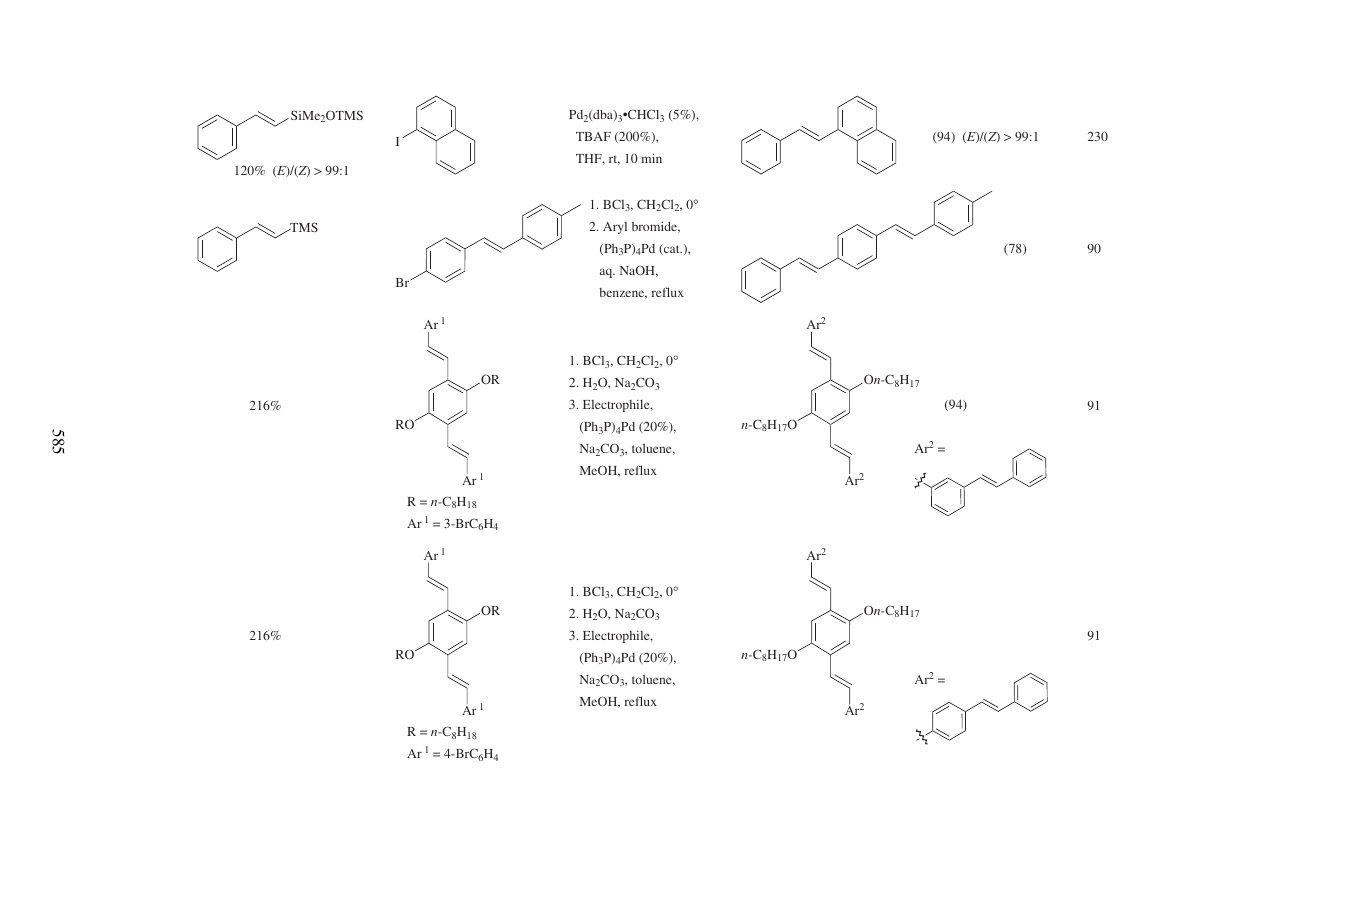 SiMe₂OTMS
120% (E)/(Z) > 99:1
I
Pd₂(dba)₃•CHCl₃ (5%),
TBAF (200%),
THF, rt, 10 min
(94) (E)/(Z) > 99:1
230
TMS
Br
1. BCl₃, CH₂Cl₂, 0°
2. Aryl bromide,
(Ph₃P)₄Pd (cat.),
aq. NaOH,
benzene, reflux
(78)
90
216%
Ar¹
OR
RO
Ar¹
R = n-C₈H₁₈
Ar¹ = 3-BrC₆H₄
1. BCl₃, CH₂Cl₂, 0°
2. H₂O, Na₂CO₃
3. Electrophile,
(Ph₃P)₄Pd (20%),
Na₂CO₃, toluene,
MeOH, reflux
Ar²
On-C₈H₁₇
n-C₈H₁₇O
Ar²
(94)
Ar² =
91
216%
Ar¹
OR
RO
Ar¹
R = n-C₈H₁₈
Ar¹ = 4-BrC₆H₄
1. BCl₃, CH₂Cl₂, 0°
2. H₂O, Na₂CO₃
3. Electrophile,
(Ph₃P)₄Pd (20%),
Na₂CO₃, toluene,
MeOH, reflux
Ar²
On-C₈H₁₇
n-C₈H₁₇O
Ar²
Ar² =
91
585